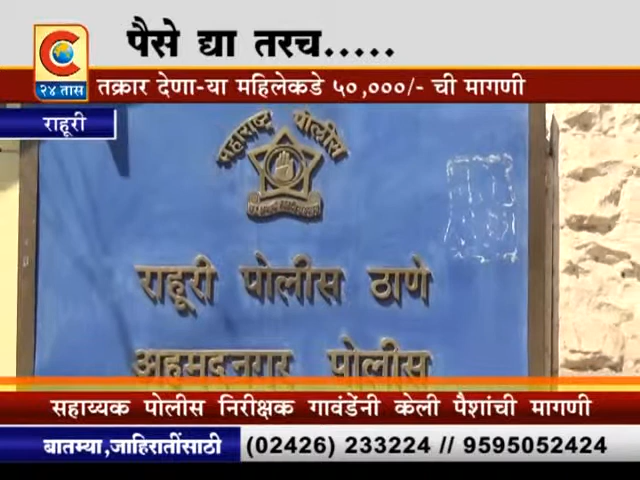 पैसे द्या तरच.....
C
२४ तास
तक्रार देणा-या महिलेकडे ५०,०००/- ची मागणी
राहूरी
महाराष्ट्र पोलीस
राहूरी पोलीस ठाणे
अहमदनगर पोलीस
सहाय्यक पोलीस निरीक्षक गावंडेंनी केली पैशांची मागणी
बातम्या,जाहिरातींसाठी (02426) 233224 // 9595052424